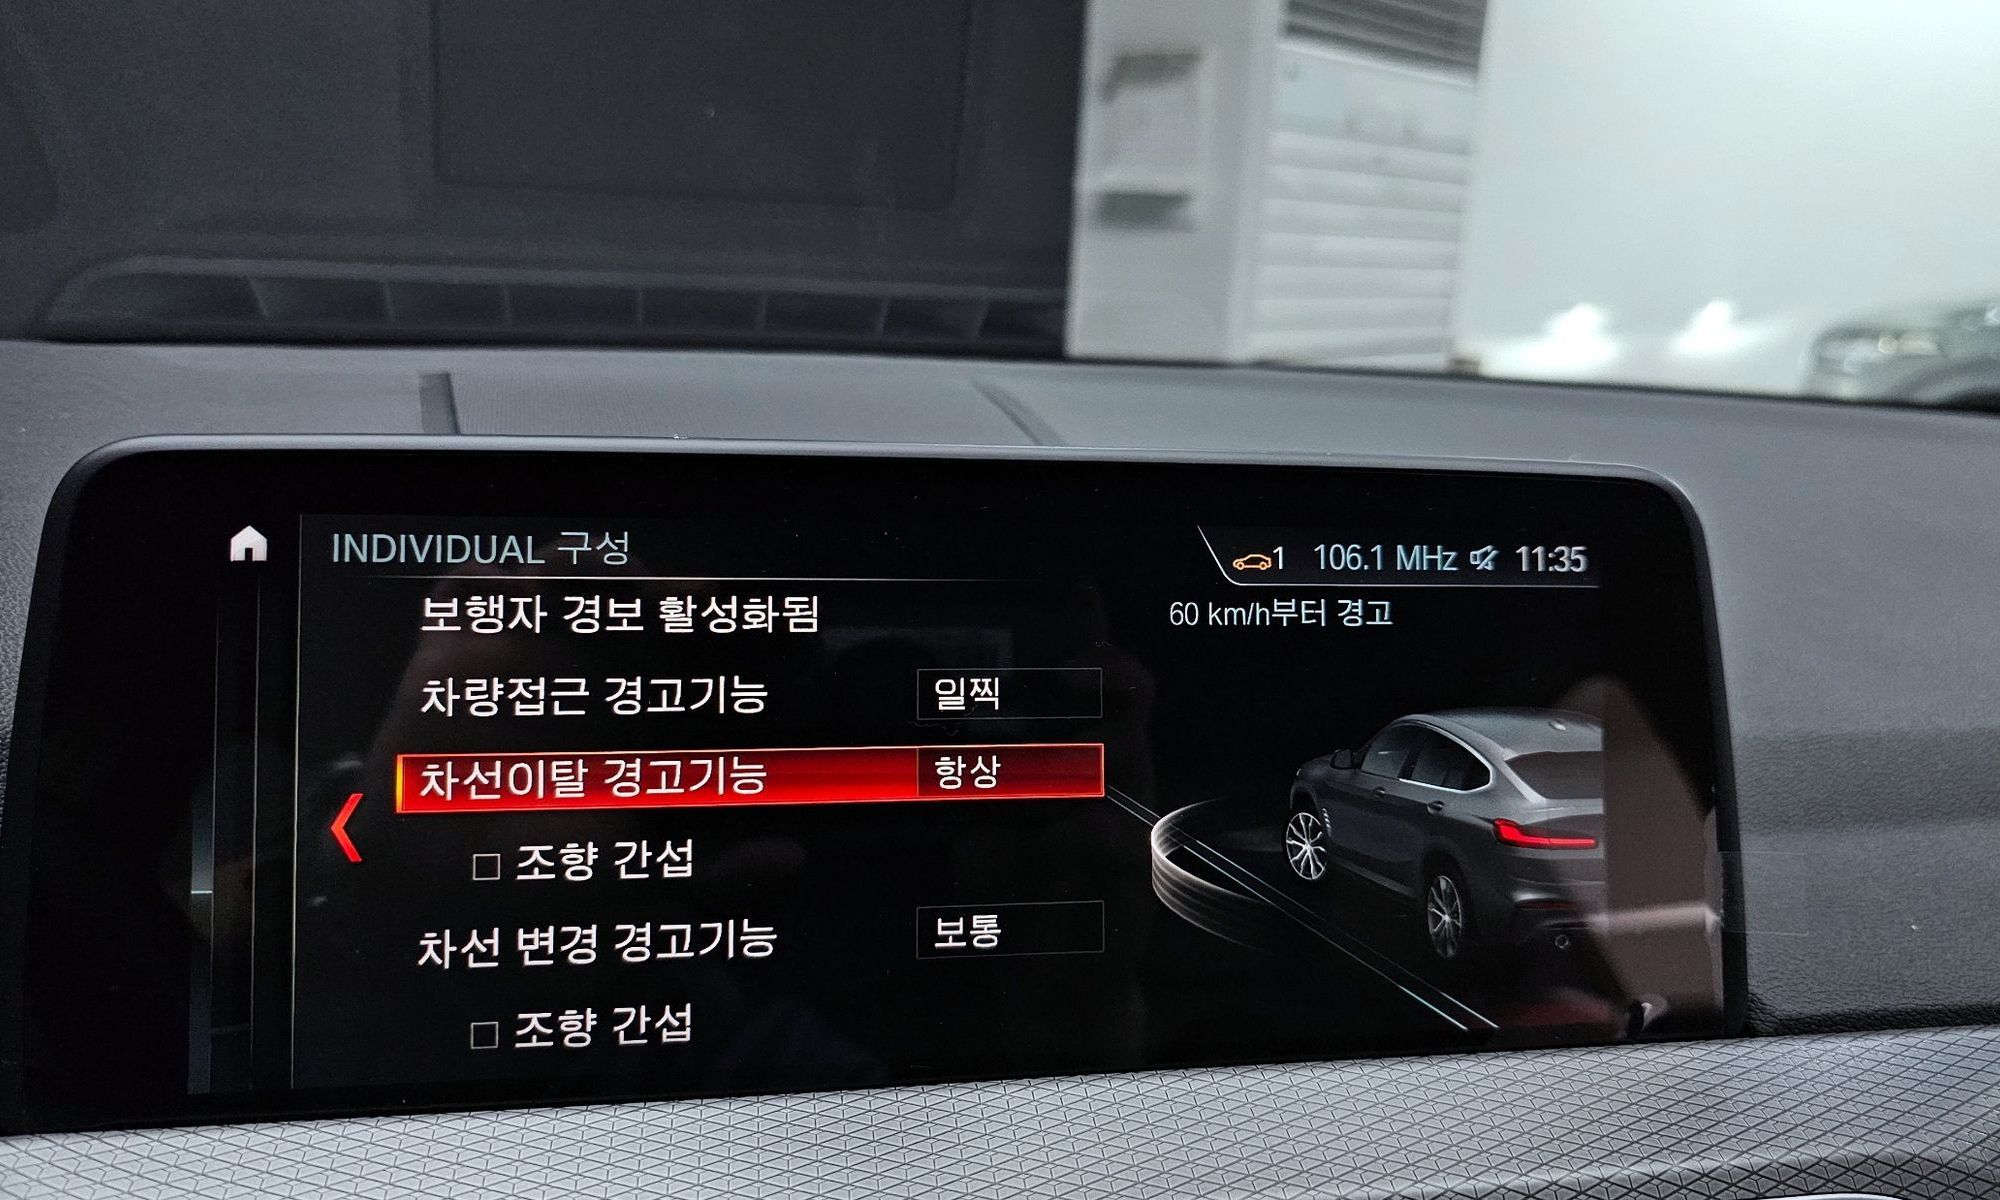 INDIVIDUAL 구성
1 106.1 MHz 11:35
보행자 경보 활성화됨
60 km/h부터 경고
차량접근 경고기능 일찍
차선이탈 경고기능 항상
조향 간섭
차선 변경 경고기능 보통
조향 간섭